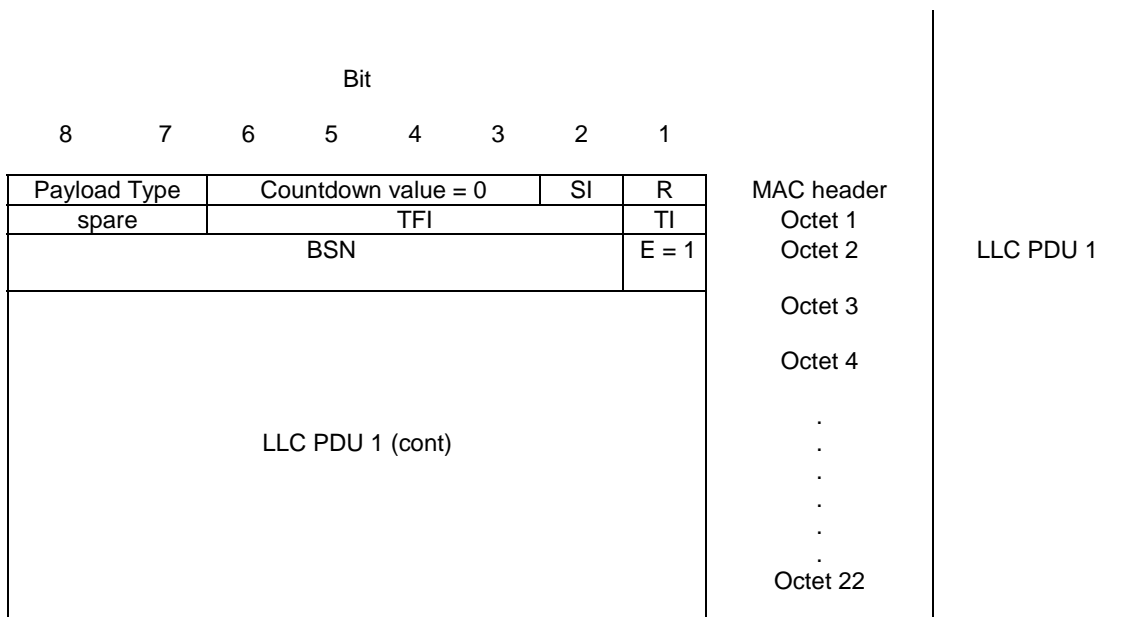 Bit
8 7 6 5 4 3 2 1
Payload Type Countdown value = 0 SI R MAC header
spare TFI TI Octet 1
BSN E = 1 Octet 2 LLC PDU 1
Octet 3
Octet 4
.
LLC PDU 1 (cont) .
.
.
.
.
Octet 22